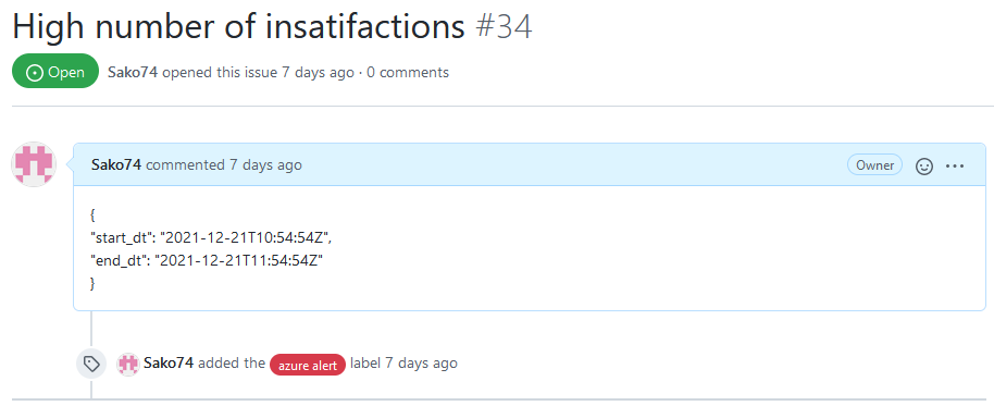 High number of insatifactions #34
Open Sako74 opened this issue 7 days ago · 0 comments
Sako74 commented 7 days ago Owner
{
"start_dt": "2021-12-21T10:54:54Z",
"end_dt": "2021-12-21T11:54:54Z"
}
Sako74 added the azure alert label 7 days ago